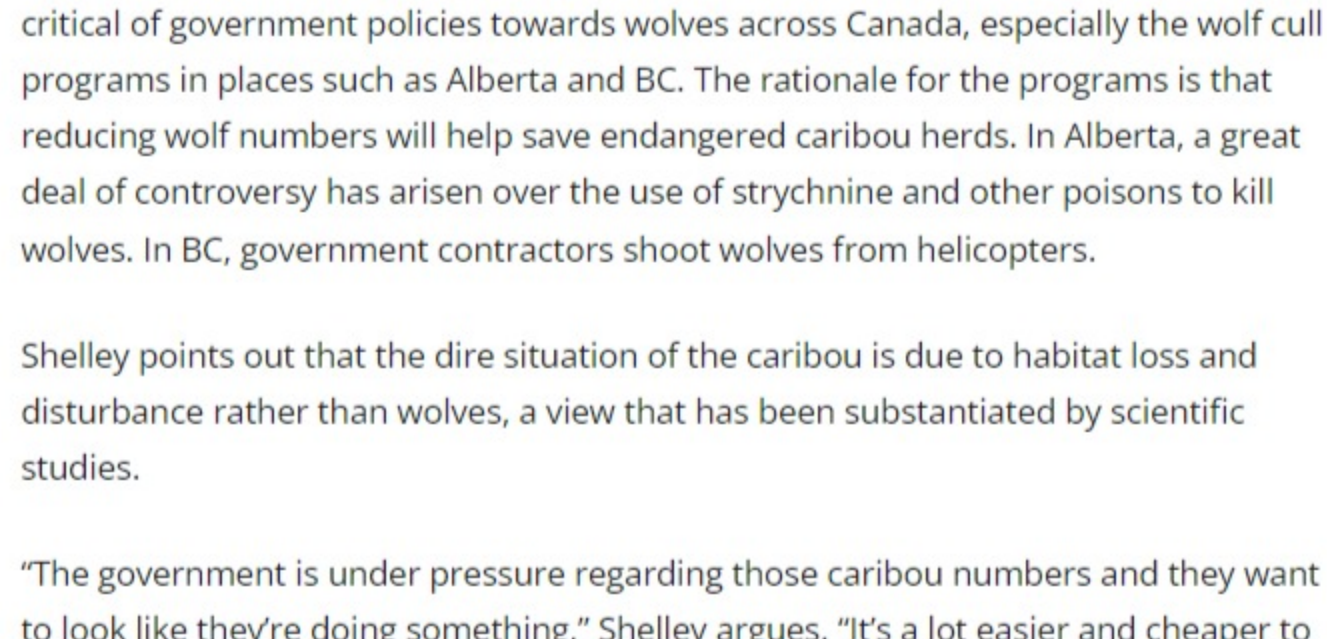 critical of government policies towards wolves across Canada, especially the wolf cull
programs in places such as Alberta and BC. The rationale for the programs is that
reducing wolf numbers will help save endangered caribou herds. In Alberta, a great
deal of controversy has arisen over the use of strychnine and other poisons to kill
wolves. In BC, government contractors shoot wolves from helicopters.
Shelley points out that the dire situation of the caribou is due to habitat loss and
disturbance rather than wolves, a view that has been substantiated by scientific
studies.
“The government is under pressure regarding those caribou numbers and they want
to look like they’re doing something,” Shelley argues. “It’s a lot easier and cheaper to